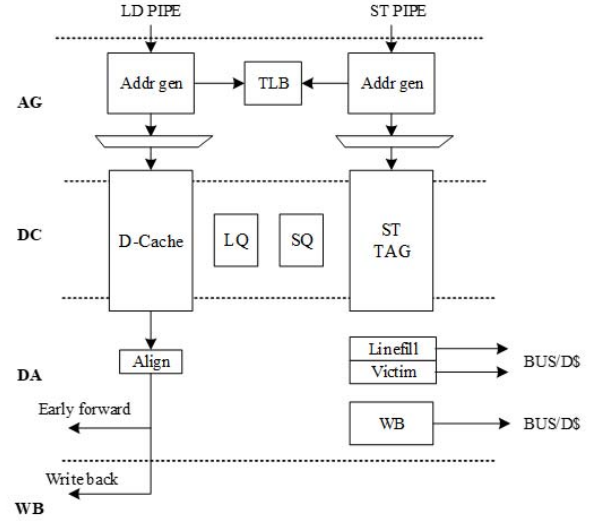 LD PIPE
ST PIPE
Addr gen
TLB
Addr gen
AG
DC
D-Cache
LQ
SQ
ST
TAG
Linefill
BUS/D$
Align
DA
Victim
Early forward
WB
BUS/D$
Write back
WB